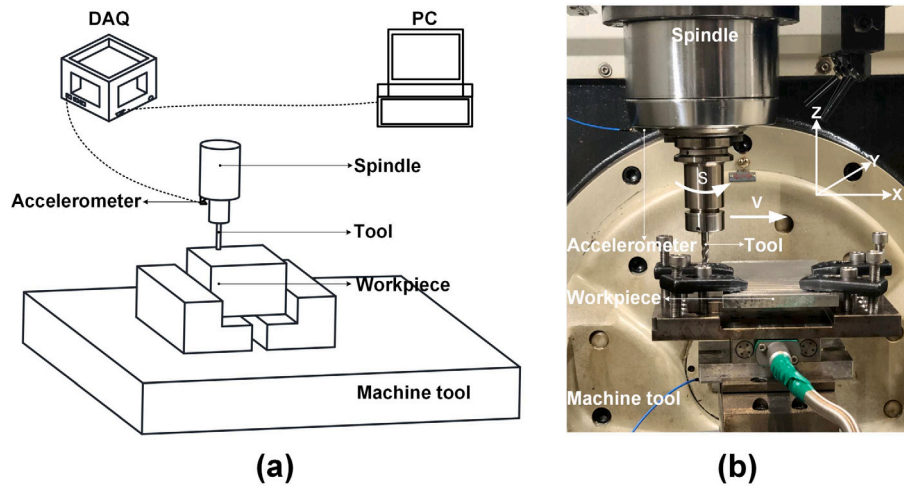 DAQ
PC
Spindle
Accelerometer
Tool
Workpiece
Machine tool
(a)
Spindle
Z
Y
X
S
V
Accelerometer
Tool
Workpiece
Machine tool
(b)